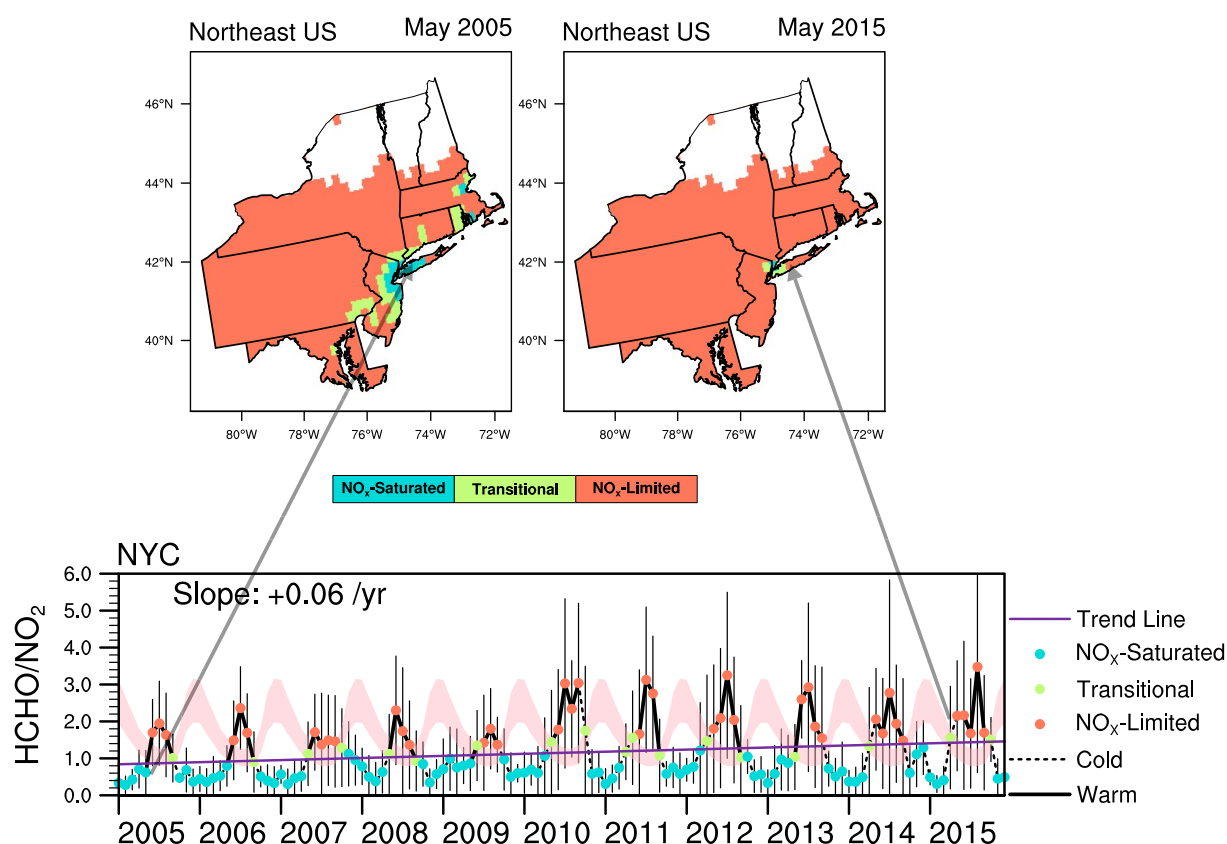 Northeast US May 2005
Northeast US May 2015
46°N
44°N
42°N
40°N
80°W 78°W 76°W 74°W 72°W
46°N
44°N
42°N
40°N
80°W 78°W 76°W 74°W 72°W
NOx-Saturated Transitional NOx-Limited
NYC
Slope: +0.06 /yr
HCHO/NO2
6.0
5.0
4.0
3.0
2.0
1.0
0.0
2005 2006 2007 2008 2009 2010 2011 2012 2013 2014 2015
Trend Line
NOX-Saturated
Transitional
NOX-Limited
Cold
Warm